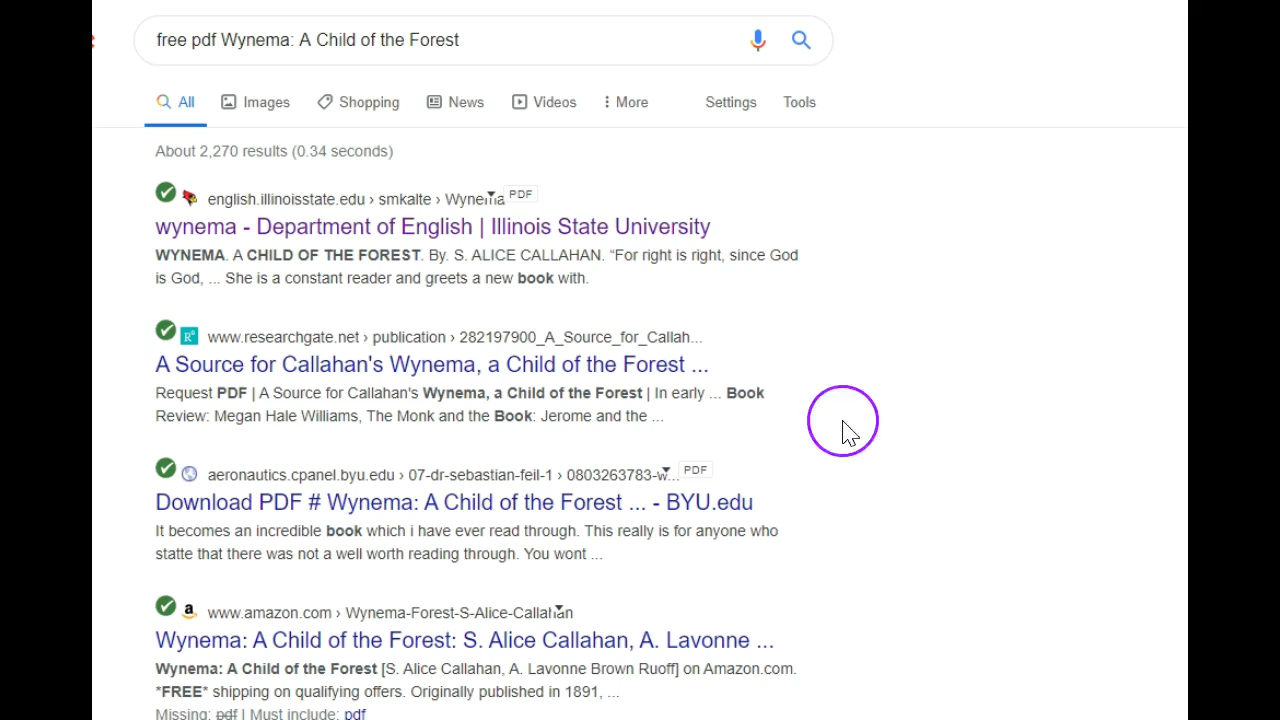 free pdf Wynema: A Child of the Forest
All Images Shopping News Videos More Settings Tools
About 2,270 results (0.34 seconds)
english.illinoisstate.edu › smkalte › Wynema PDF
wynema - Department of English | Illinois State University
WYNEMA. A CHILD OF THE FOREST. By. S. ALICE CALLAHAN. “For right is right, since God
is God, ... She is a constant reader and greets a new book with.
www.researchgate.net › publication › 282197900_A_Source_for_Callah...
A Source for Callahan's Wynema, a Child of the Forest ...
Request PDF | A Source for Callahan's Wynema, a Child of the Forest | In early ... Book
Review: Megan Hale Williams, The Monk and the Book: Jerome and the ...
aeronautics.cpanel.byu.edu › 07-dr-sebastian-feil-1 › 0803263783-w... PDF
Download PDF # Wynema: A Child of the Forest ... - BYU.edu
It becomes an incredible book which i have ever read through. This really is for anyone who
statte that there was not a well worth reading through. You wont ...
www.amazon.com › Wynema-Forest-S-Alice-Callahan
Wynema: A Child of the Forest: S. Alice Callahan, A. Lavonne ...
Wynema: A Child of the Forest [S. Alice Callahan, A. Lavonne Brown Ruoff] on Amazon.com.
*FREE* shipping on qualifying offers. Originally published in 1891, ...
Missing: pdf | Must include: pdf